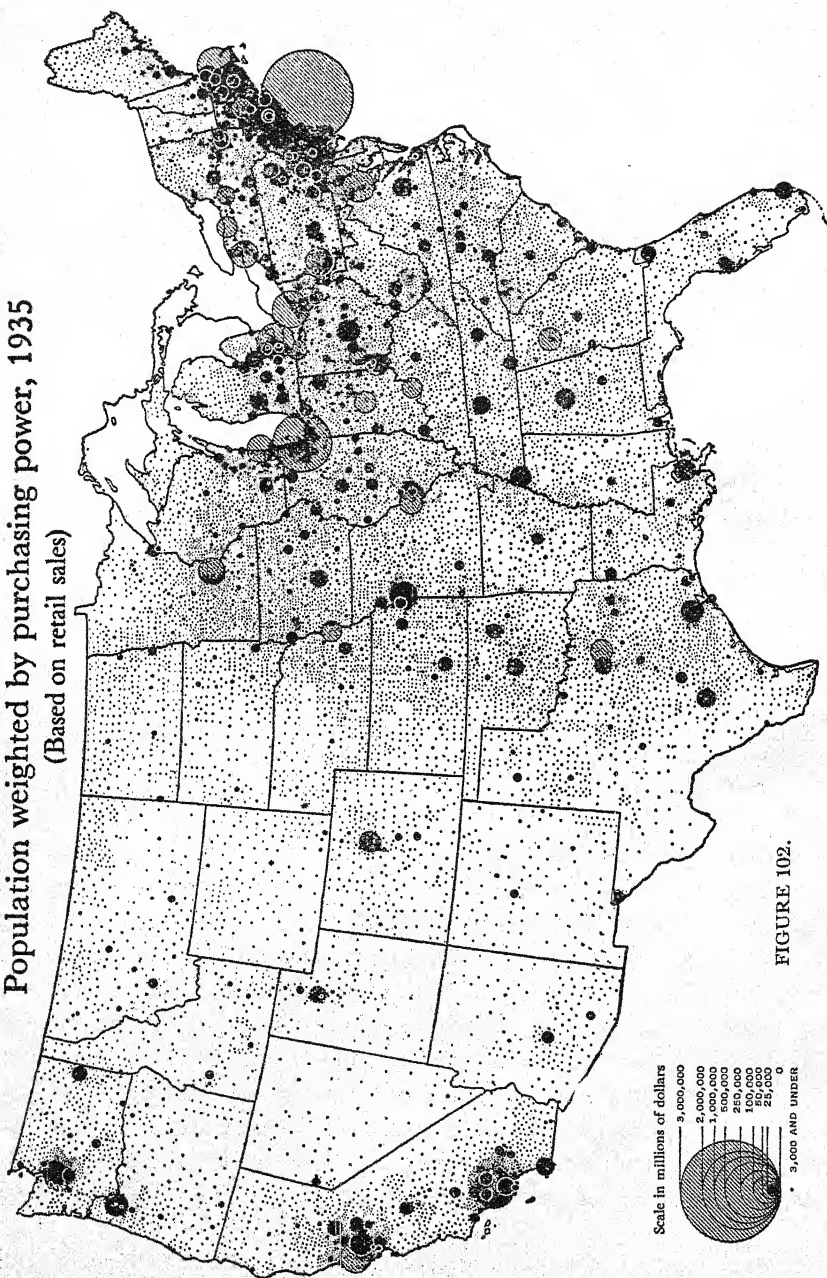 Population weighted by purchasing power, 1935
(Based on retail sales)
Scale in millions of dollars
3,000,000
2,000,000
1,000,000
500,000
250,000
100,000
50,000
25,000
0
3,000 AND UNDER
FIGURE 102.